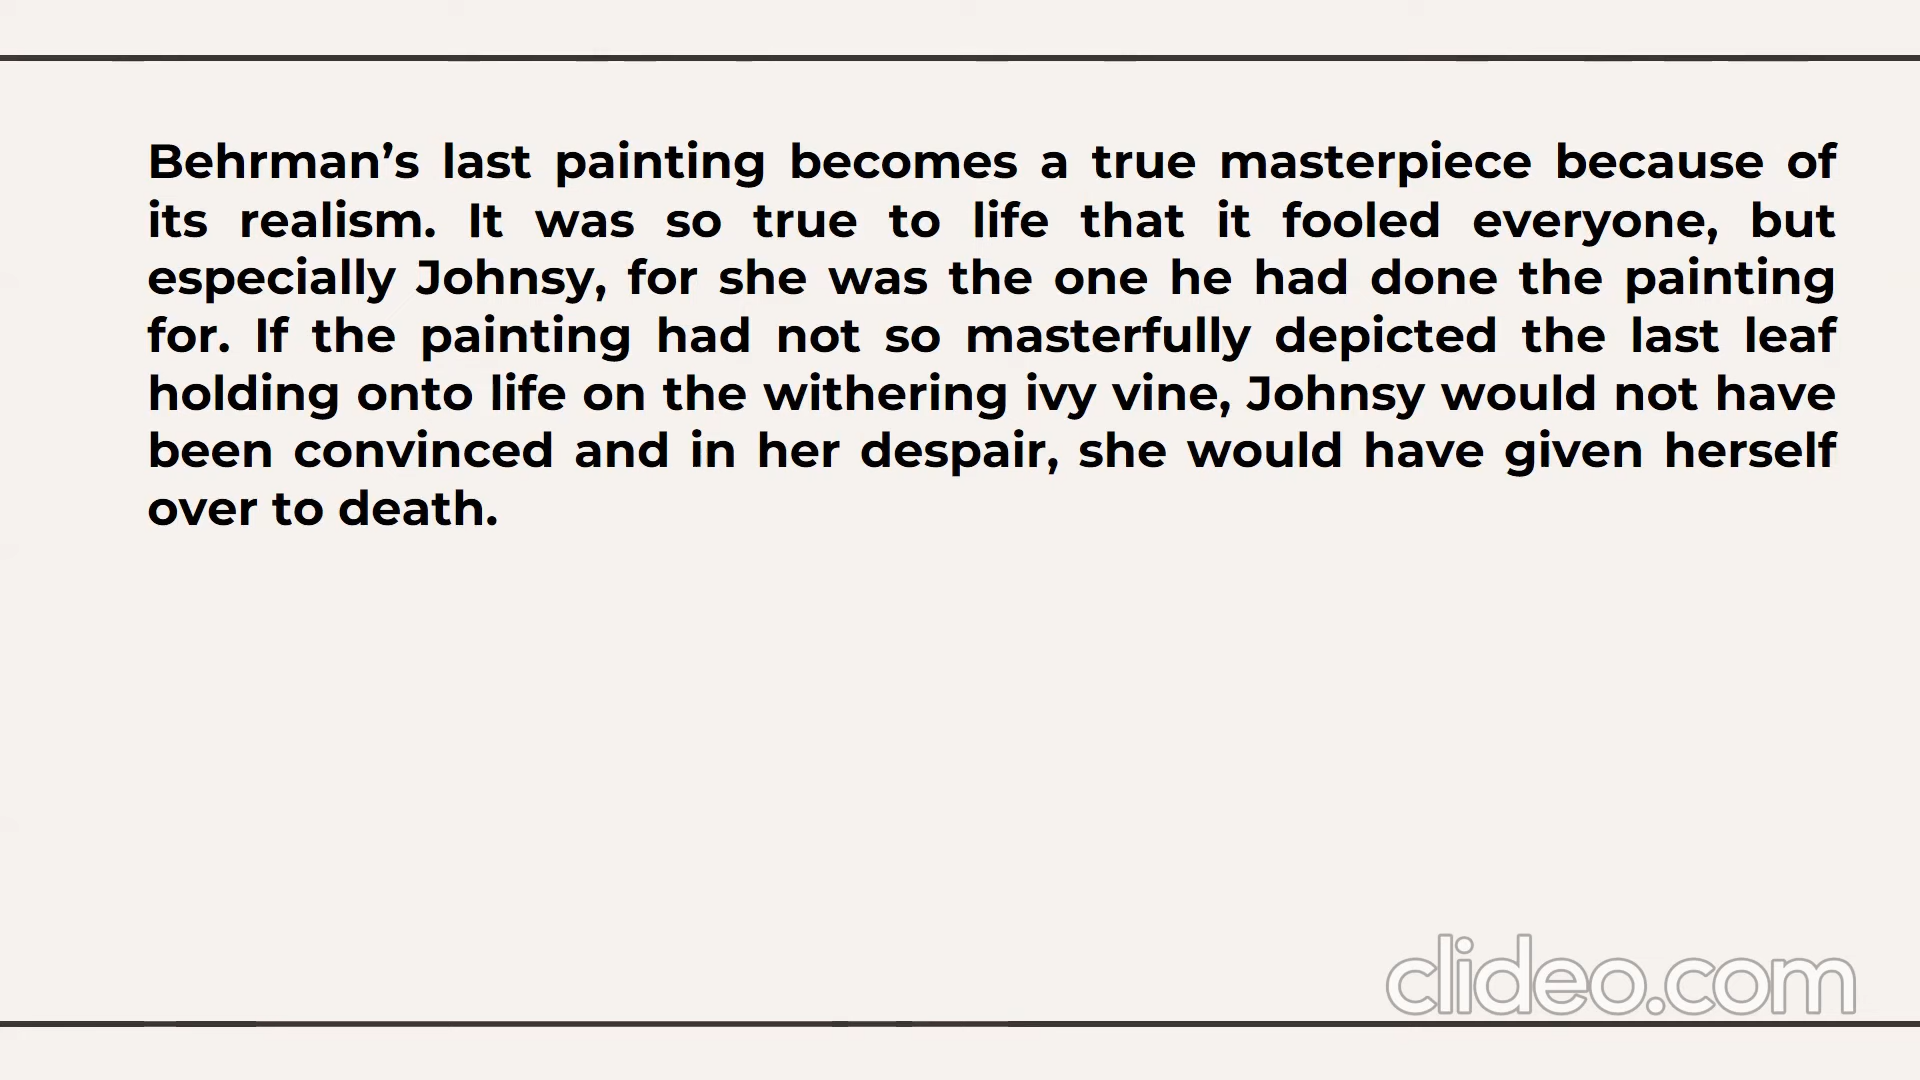 Behrman’s last painting becomes a true masterpiece because of
its realism. It was so true to life that it fooled everyone, but
especially Johnsy, for she was the one he had done the painting
for. If the painting had not so masterfully depicted the last leaf
holding onto life on the withering ivy vine, Johnsy would not have
been convinced and in her despair, she would have given herself
over to death.
clideo.com